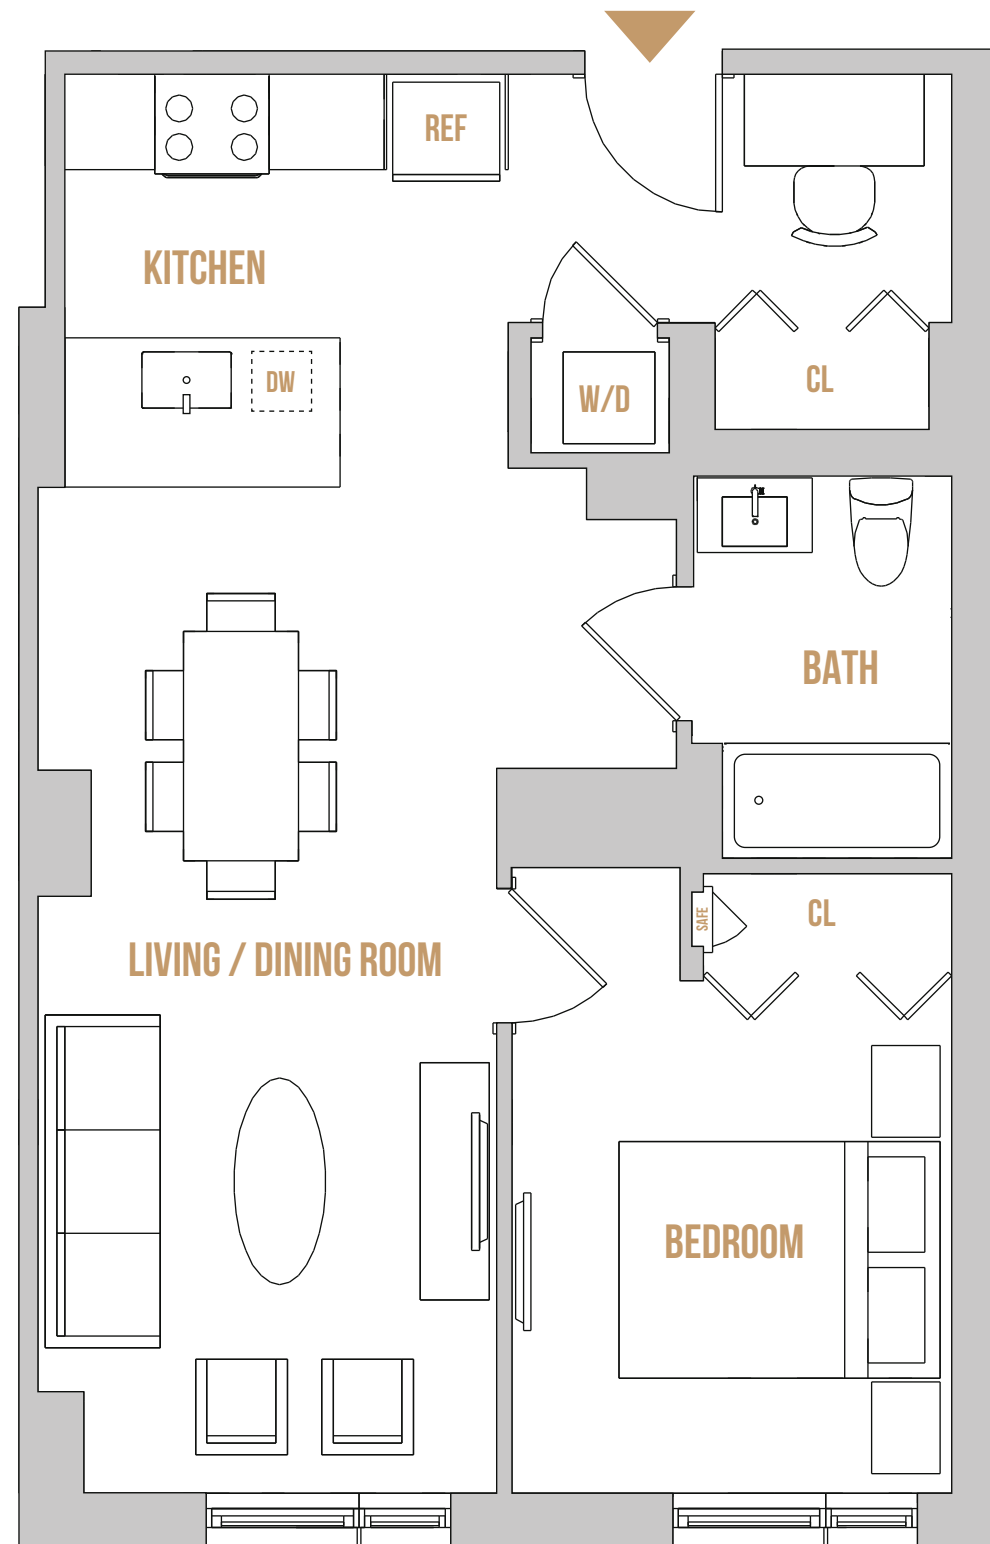 REF
KITCHEN
DW
W/D
CL
BATH
CL
SAFE
LIVING / DINING ROOM
BEDROOM